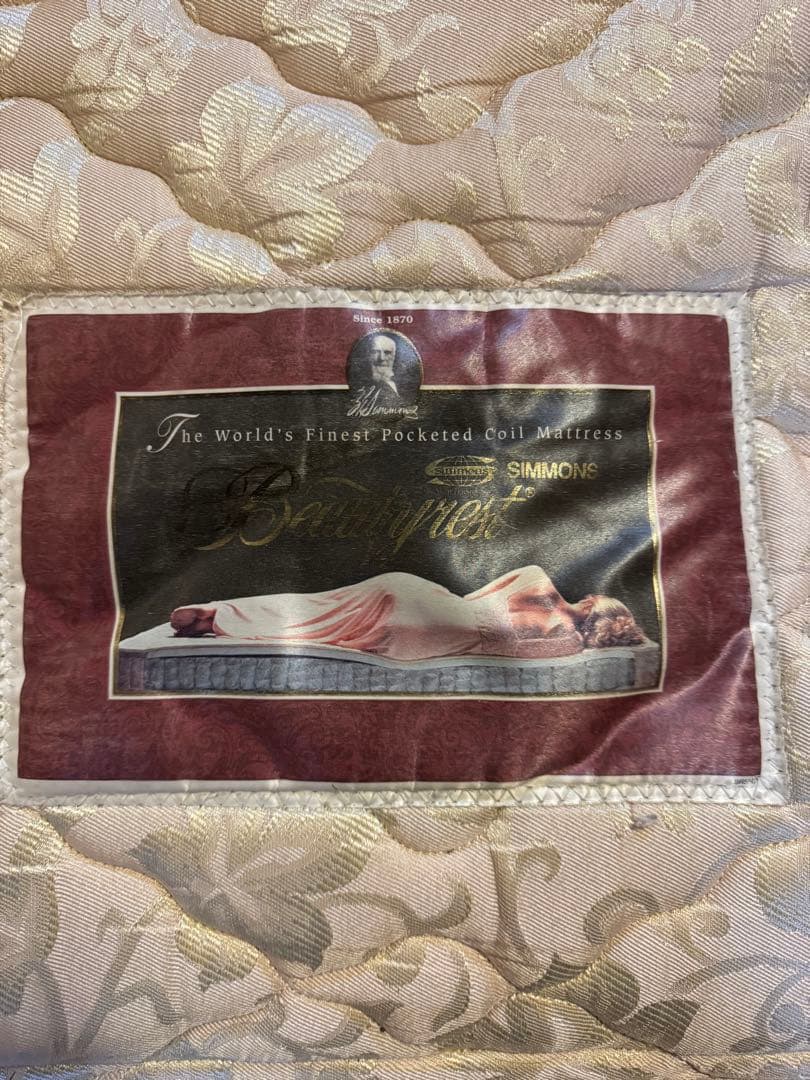 Since 1870
The World's Finest Pocketed Coil Mattress
Simmons SIMMONS
Beautyrest®